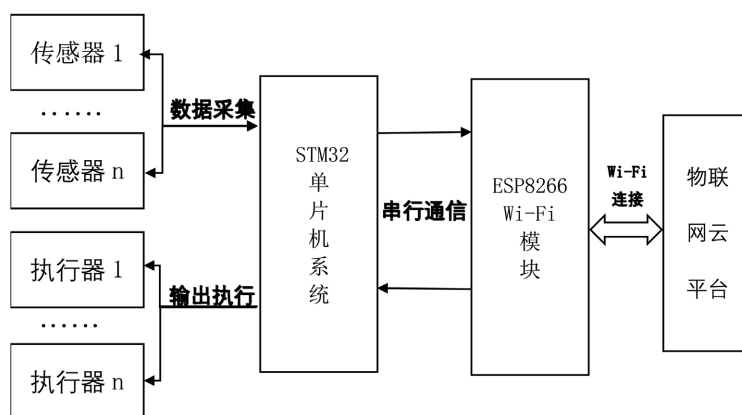 传感器 1
······
传感器 n
数据采集
执行器 1
······
执行器 n
输出执行
STM32
单
片
机
系
统
串行通信
ESP8266
Wi-Fi
模
块
Wi-Fi
连接
物联
网云
平台